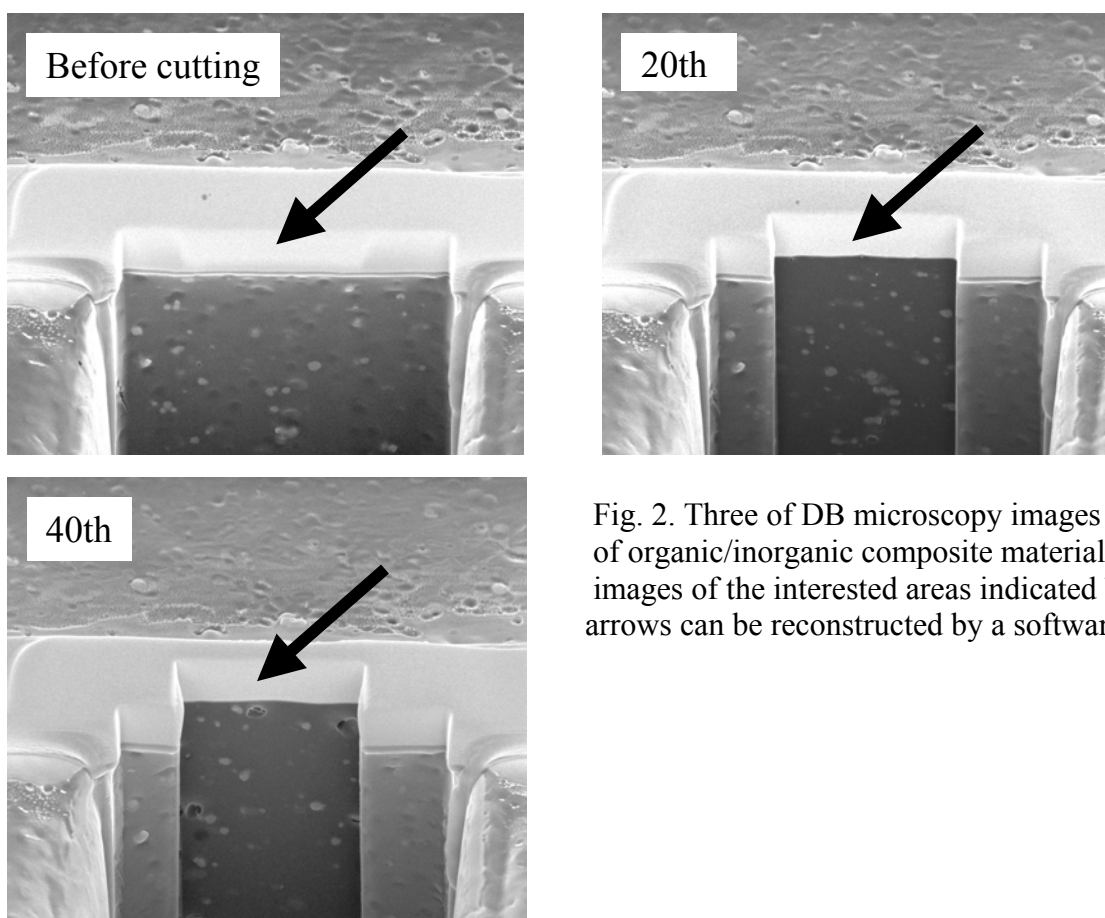 Before cutting
20th
40th
Fig. 2. Three of DB microscopy images
of organic/inorganic composite material
images of the interested areas indicated
arrows can be reconstructed by a softwar